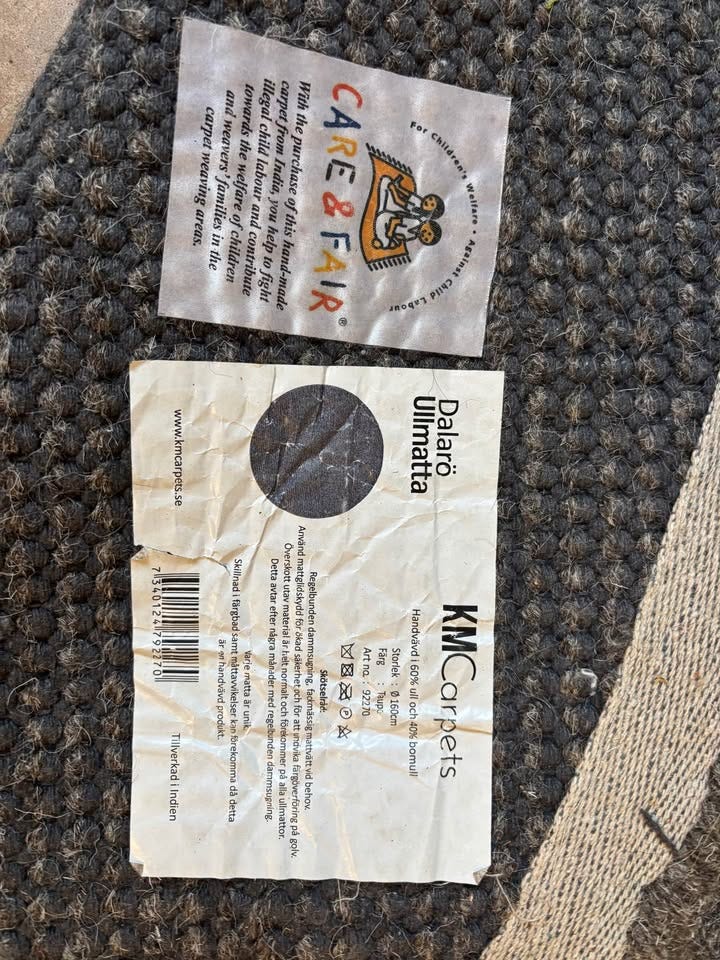 For Children's Welfare • Against Child Labour
CARE & FAIR®
With the purchase of this hand-made
carpet from India, you help to fight
illegal child labour and contribute
towards the welfare of children
and weavers' families in the
carpet weaving areas.
Dalarö
Ullmatta
KMCarpets
Handvävd i 60% ull och 40% bomull
Storlek : Ø 160cm
Färg : Taupe
Art no. : 92270
Skötselråd:
Regelbunden dammsugning, fackmässig mattvätt vid behov.
Använd mattglidskydd för ökad säkerhet och för att undvika färgöverföring på golv.
Överskott utav material är helt normalt och förekommer på alla ullmattor.
Detta avtar efter några månader med regelbunden dammsugning.
Varje matta är unik.
Skillnad i färgbad samt måttavvikelser kan förekomma då detta
är en handvävd produkt.
www.kmcarpets.se
7 340124 792270
Tillverkad i Indien